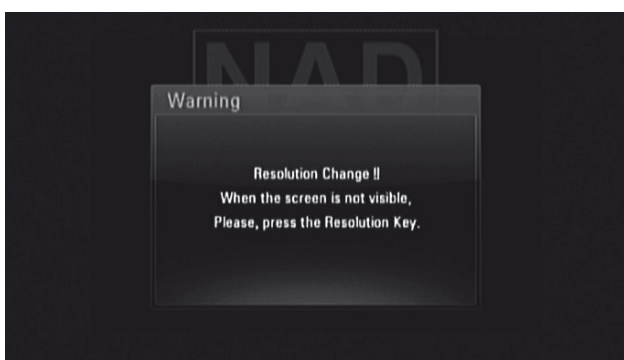 NAD
Warning
Resolution Change !!
When the screen is not visible,
Please, press the Resolution Key.